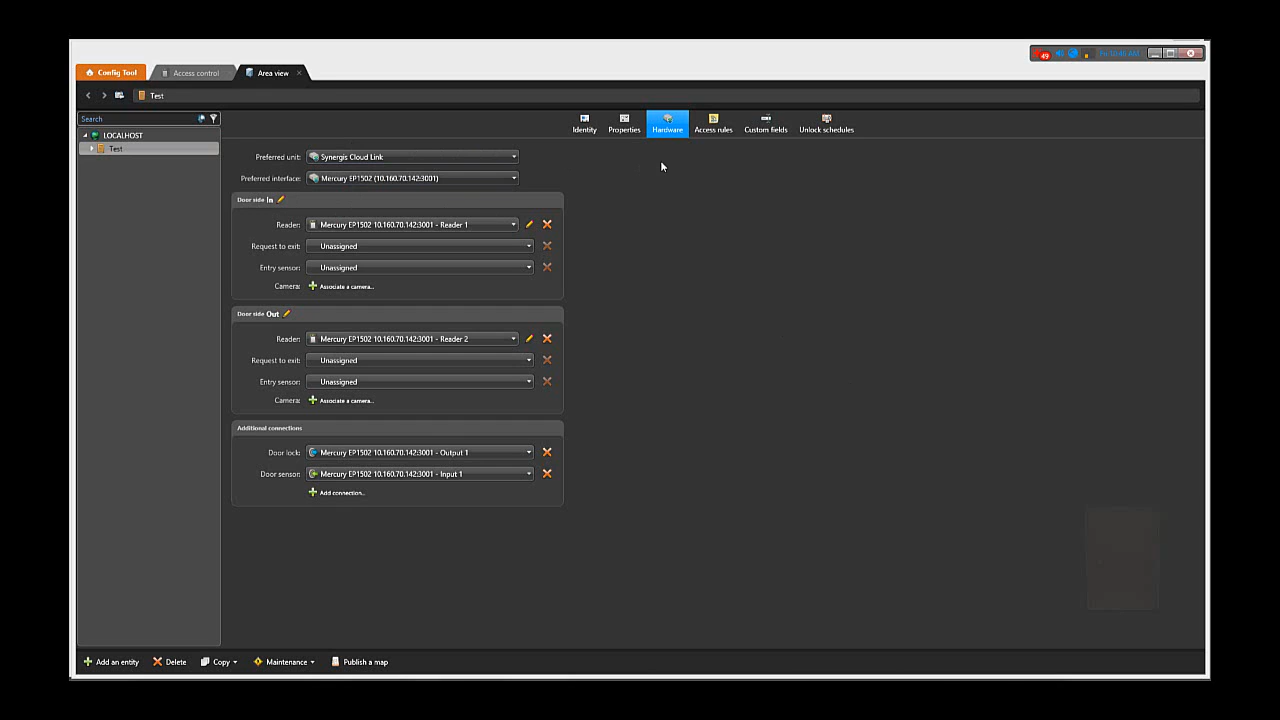 49
Config Tool
Access control
Area view
Test
Search
LOCALHOST
Test
Identity
Properties
Hardware
Access rules
Custom fields
Unlock schedules
Preferred unit: Synergis Cloud Link
Preferred interface: Mercury EP1502 (10.160.70.142:3001)
Door side In
Reader: Mercury EP1502 10.160.70.142:3001 - Reader 1
Request to exit: Unassigned
Entry sensor: Unassigned
Camera: Associate a camera...
Door side Out
Reader: Mercury EP1502 10.160.70.142:3001 - Reader 2
Request to exit: Unassigned
Entry sensor: Unassigned
Camera: Associate a camera...
Additional connections
Door lock: Mercury EP1502 10.160.70.142:3001 - Output 1
Door sensor: Mercury EP1502 10.160.70.142:3001 - Input 1
Add connection...
Add an entity
Delete
Copy
Maintenance
Publish a map